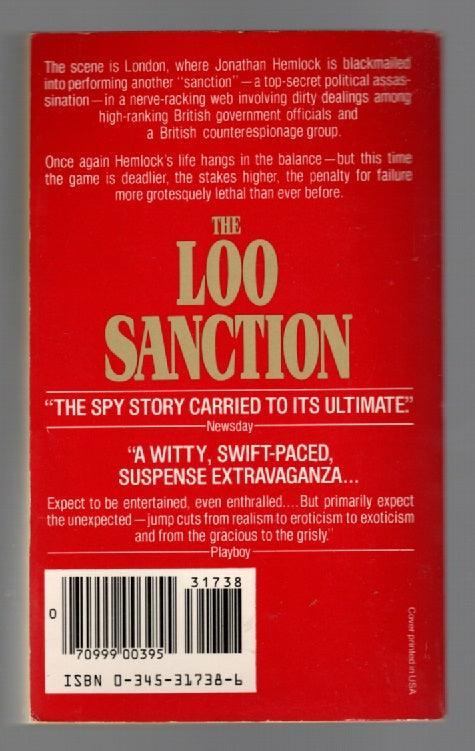 The scene is London, where Jonathan Hemlock is blackmailed
into performing another "sanction"—a top-secret political assas-
sination—in a nerve-racking web involving dirty dealings among
high-ranking British government officials and
a British counterespionage group.
Once again Hemlock's life hangs in the balance—but this time
the game is deadlier, the stakes higher, the penalty for failure
more grotesquely lethal than ever before.
THE
LOO
SANCTION
"THE SPY STORY CARRIED TO ITS ULTIMATE."
Newsday
"A WITTY, SWIFT-PACED,
SUSPENSE EXTRAVAGANZA...
Expect to be entertained, even enthralled....But primarily expect
the unexpected—jump cuts from realism to eroticism to exoticism
and from the gracious to the grisly."
Playboy
31738
0
70999 00395
ISBN 0-345-31738-6
Cover printed in USA